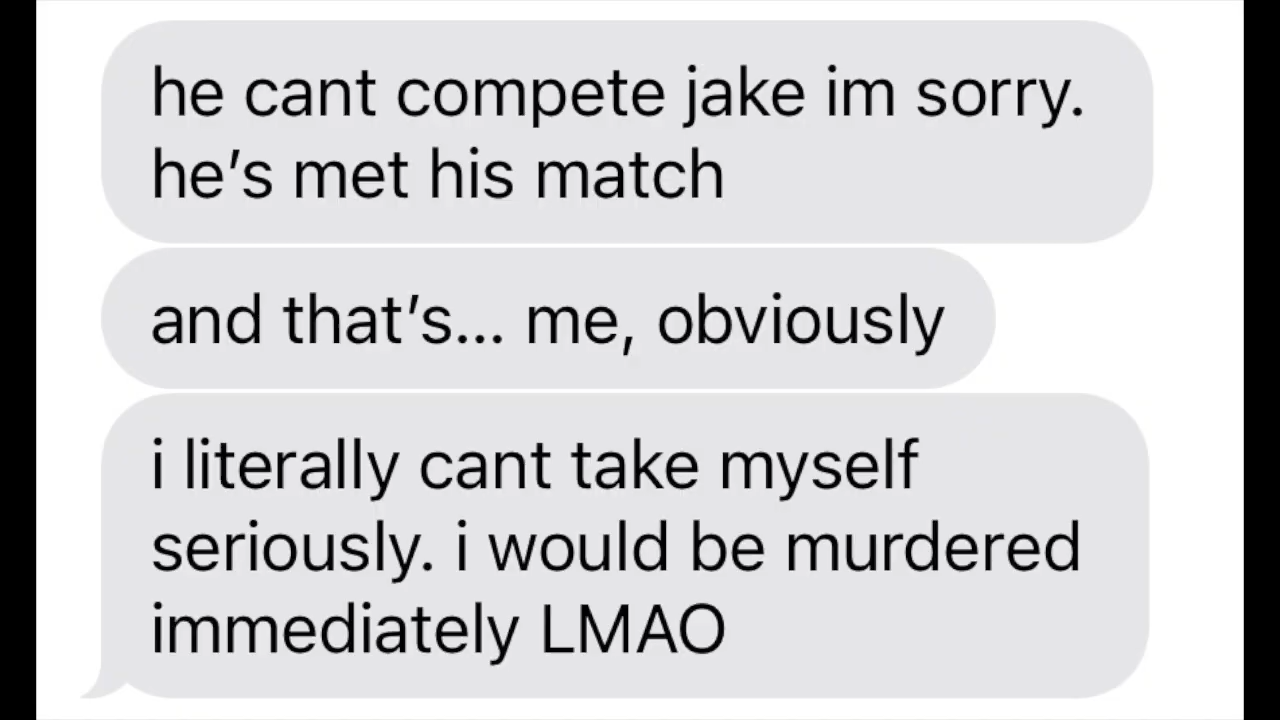 he cant compete jake im sorry.
he’s met his match
and that’s... me, obviously
i literally cant take myself
seriously. i would be murdered
immediately LMAO